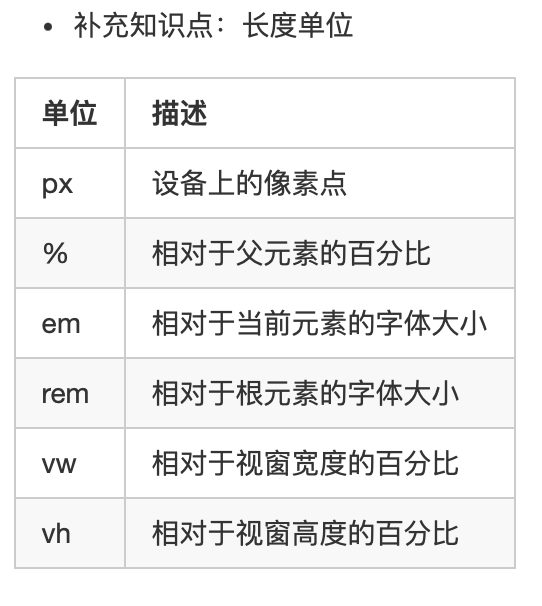 • 补充知识点：长度单位
单位 描述
px 设备上的像素点
% 相对于父元素的百分比
em 相对于当前元素的字体大小
rem 相对于根元素的字体大小
vw 相对于视窗宽度的百分比
vh 相对于视窗高度的百分比